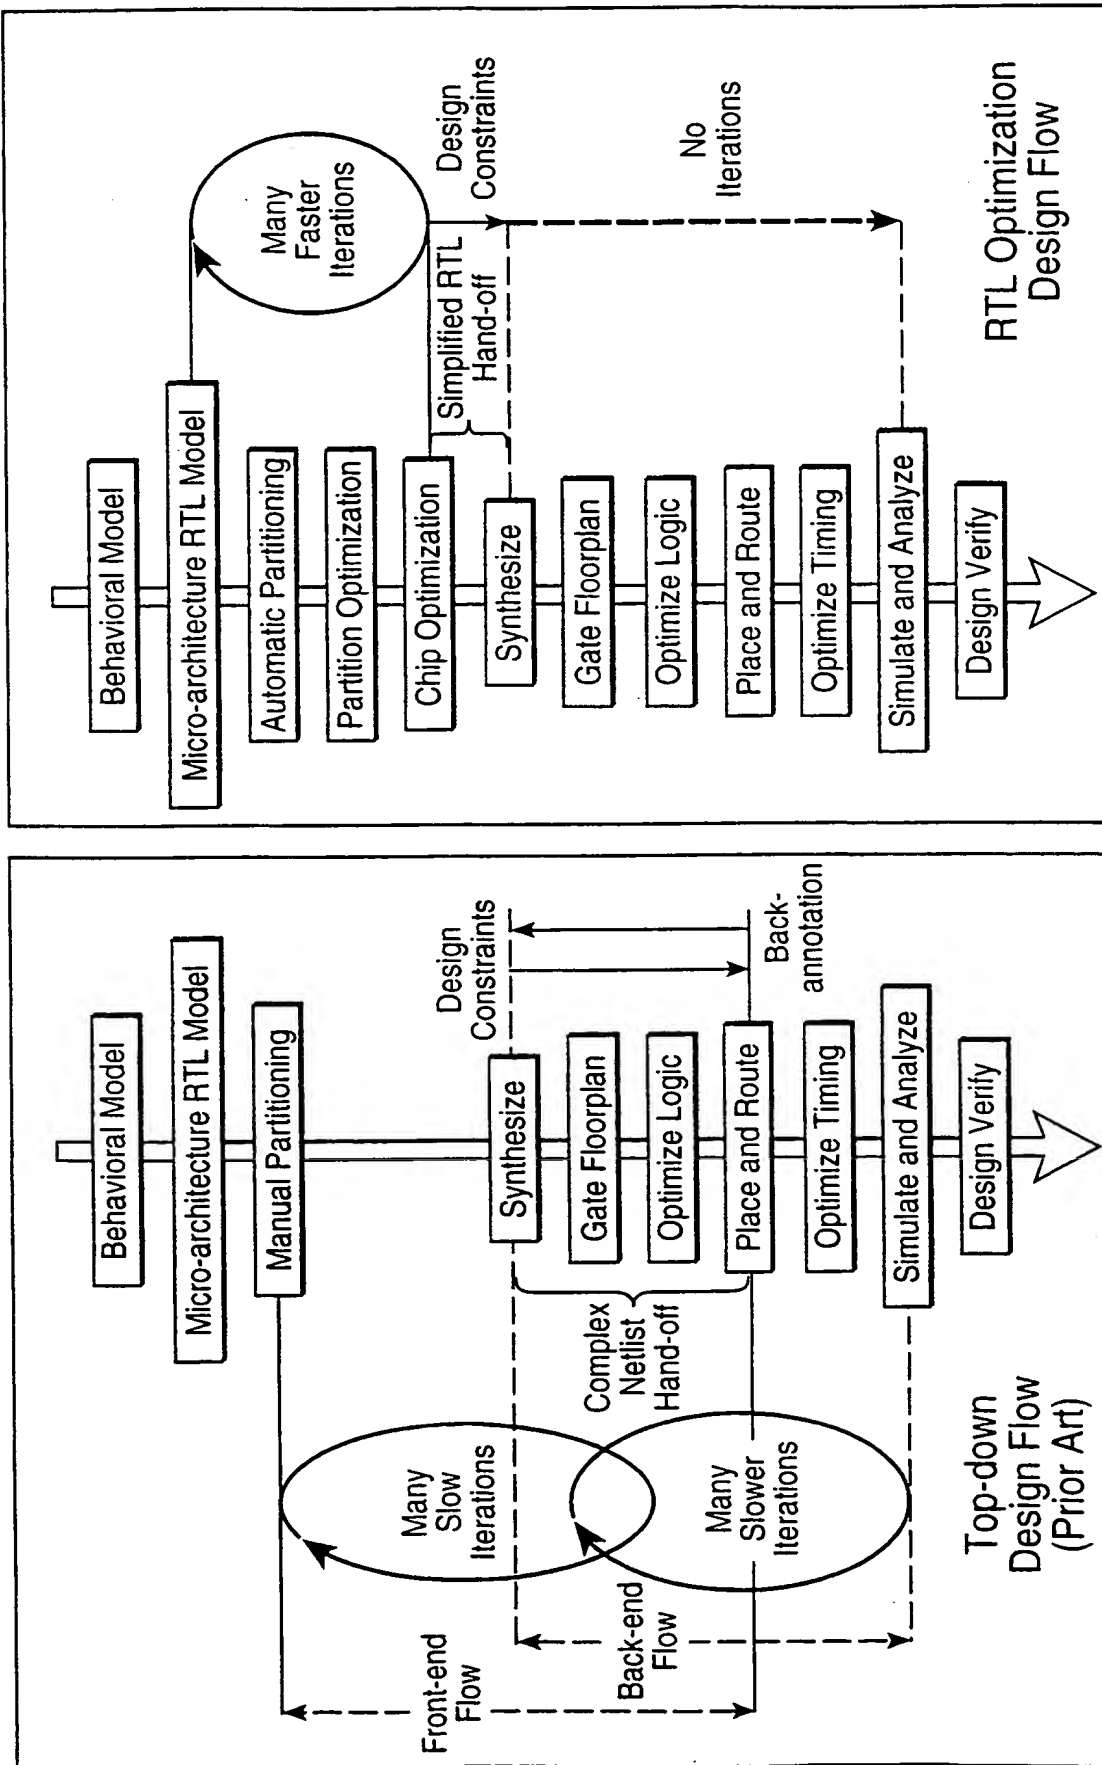 Behavioral Model
Micro-architecture RTL Model
Manual Partitioning
Synthesize
Gate Floorplan
Optimize Logic
Place and Route
Optimize Timing
Simulate and Analyze
Design Verify
Design
Constraints
Back-
annotation
Complex
Netlist
Hand-off
Many
Slow
Iterations
Many
Slower
Iterations
Front-end
Flow
Back-end
Flow
Top-down
Design Flow
(Prior Art)
Behavioral Model
Micro-architecture RTL Model
Automatic Partitioning
Partition Optimization
Chip Optimization
Synthesize
Gate Floorplan
Optimize Logic
Place and Route
Optimize Timing
Simulate and Analyze
Design Verify
Many
Faster
Iterations
Simplified RTL
Hand-off
Design
Constraints
No
Iterations
RTL Optimization
Design Flow